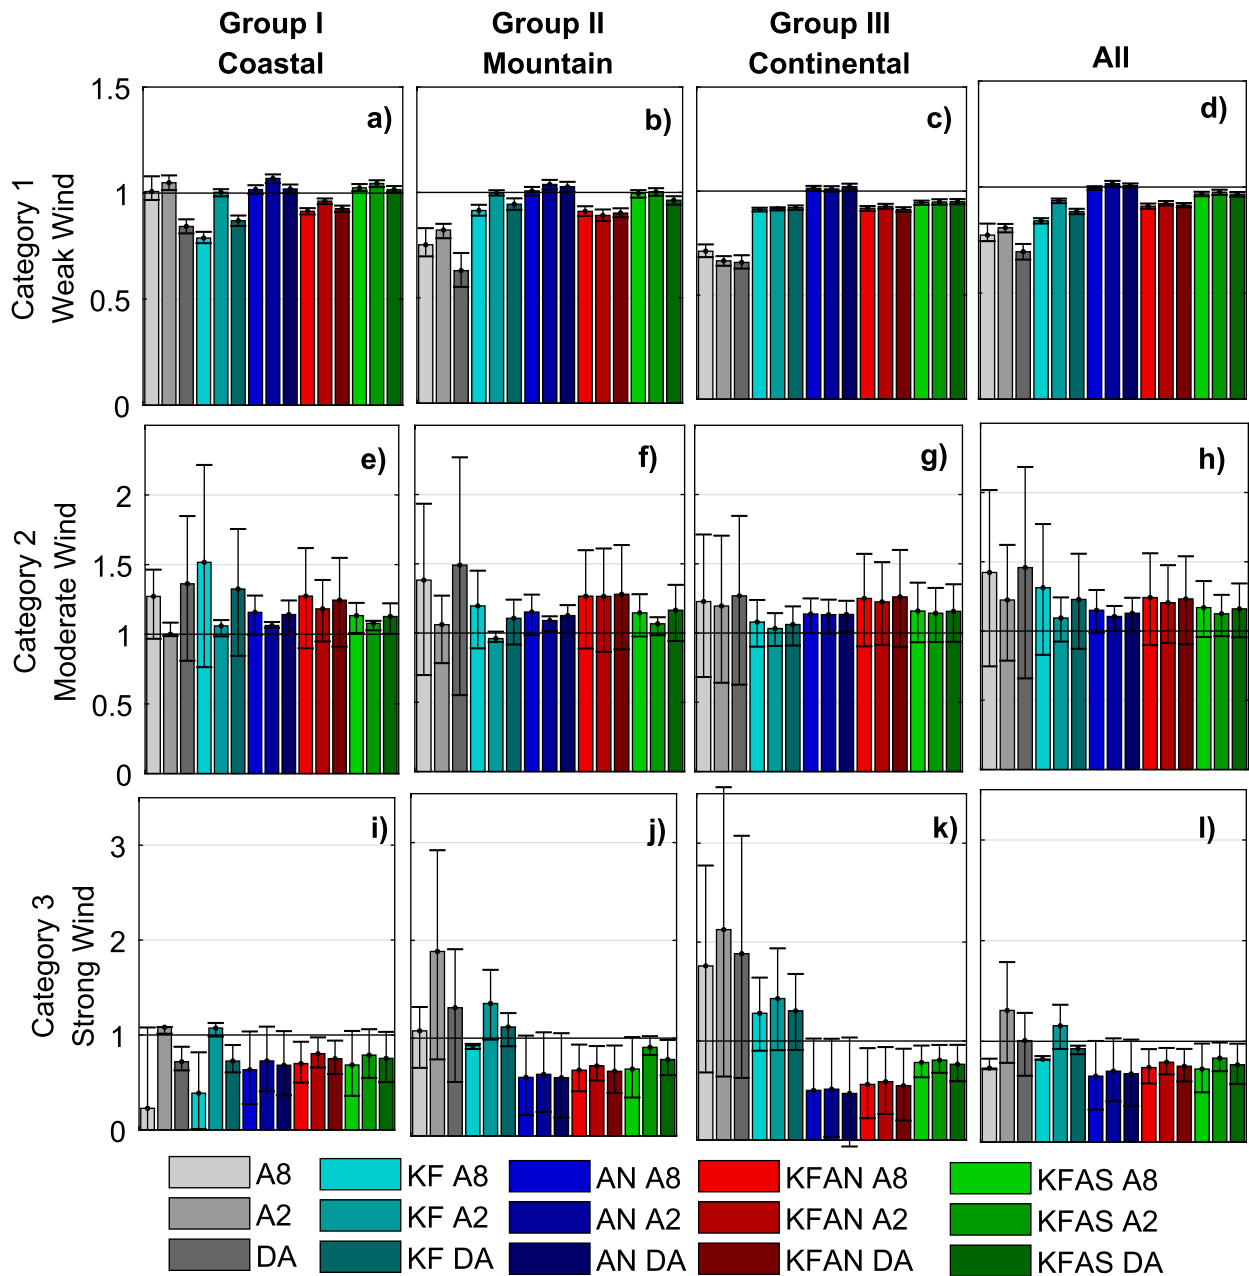 Group I
Coastal
Group II
Mountain
Group III
Continental
All
Category 1
Weak Wind
1.5
1
0.5
0
a)
b)
c)
d)
Category 2
Moderate Wind
2
1.5
1
0.5
0
e)
f)
g)
h)
Category 3
Strong Wind
3
2
1
0
i)
j)
k)
l)
A8
KF A8
AN A8
KFAN A8
KFAS A8
A2
KF A2
AN A2
KFAN A2
KFAS A2
DA
KF DA
AN DA
KFAN DA
KFAS DA